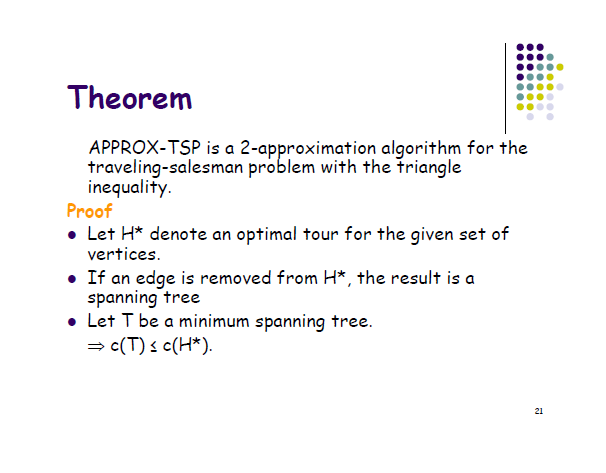 Theorem
APPROX-TSP is a 2-approximation algorithm for the
traveling-salesman problem with the triangle
inequality.
Proof
● Let H* denote an optimal tour for the given set of
vertices.
● If an edge is removed from H*, the result is a
spanning tree
● Let T be a minimum spanning tree.
⇒ c(T) ≤ c(H*).
21